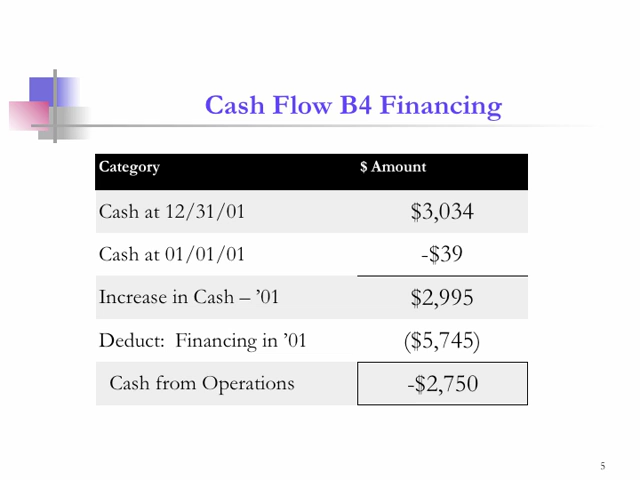 Cash Flow B4 Financing
Category $ Amount
Cash at 12/31/01 $3,034
Cash at 01/01/01 -$39
Increase in Cash – ’01 $2,995
Deduct:  Financing in ’01 ($5,745)
Cash from Operations -$2,750
5